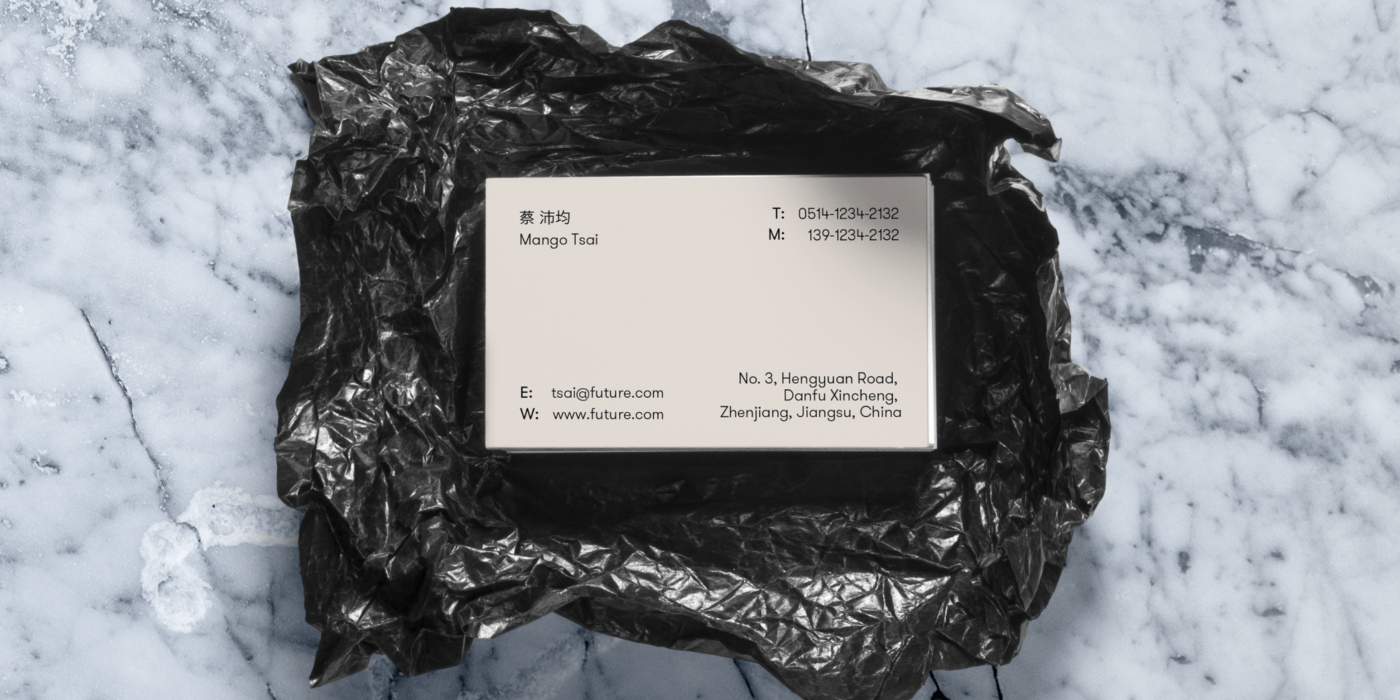 蔡 沛均
Mango Tsai
T: 0514-1234-2132
M: 139-1234-2132
E: tsai@future.com
W: www.future.com
No. 3, Hengyuan Road,
Danfu Xincheng,
Zhenjiang, Jiangsu, China